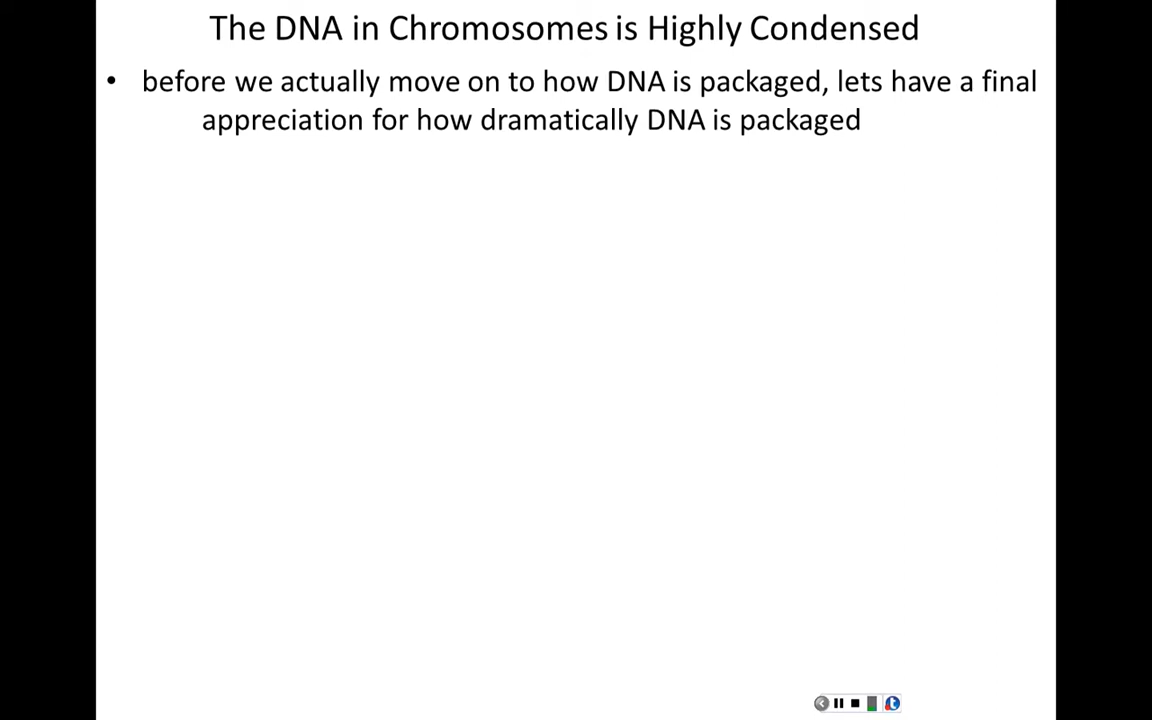 The DNA in Chromosomes is Highly Condensed
• before we actually move on to how DNA is packaged, lets have a final
appreciation for how dramatically DNA is packaged